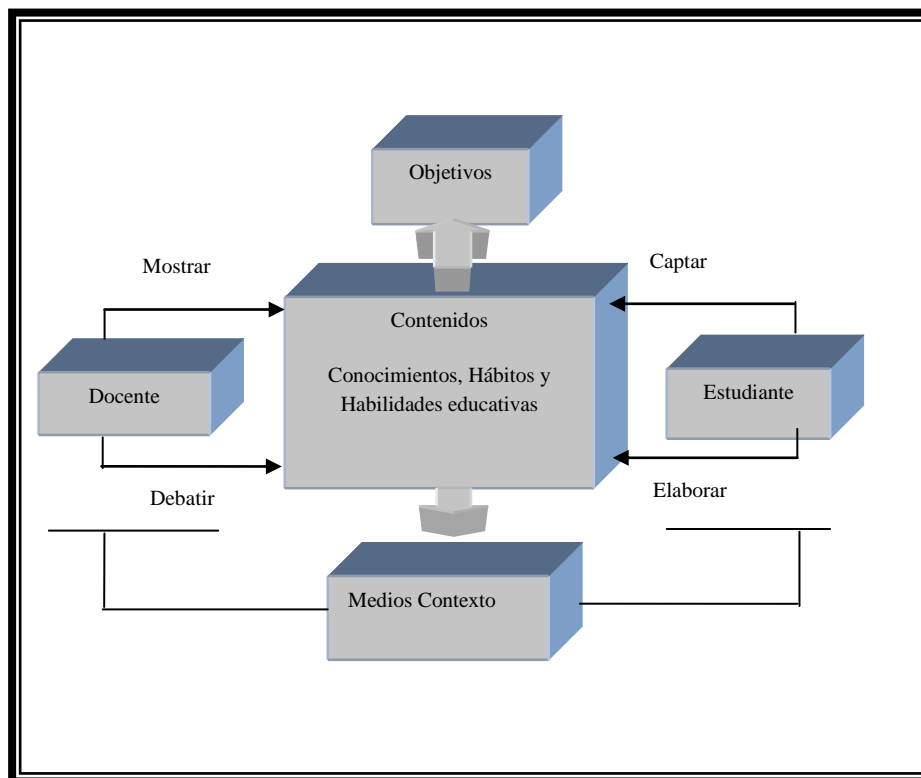 Objetivos
Mostrar
Captar
Contenidos
Conocimientos, Hábitos y
Habilidades educativas
Docente
Estudiante
Debatir
Elaborar
Medios Contexto